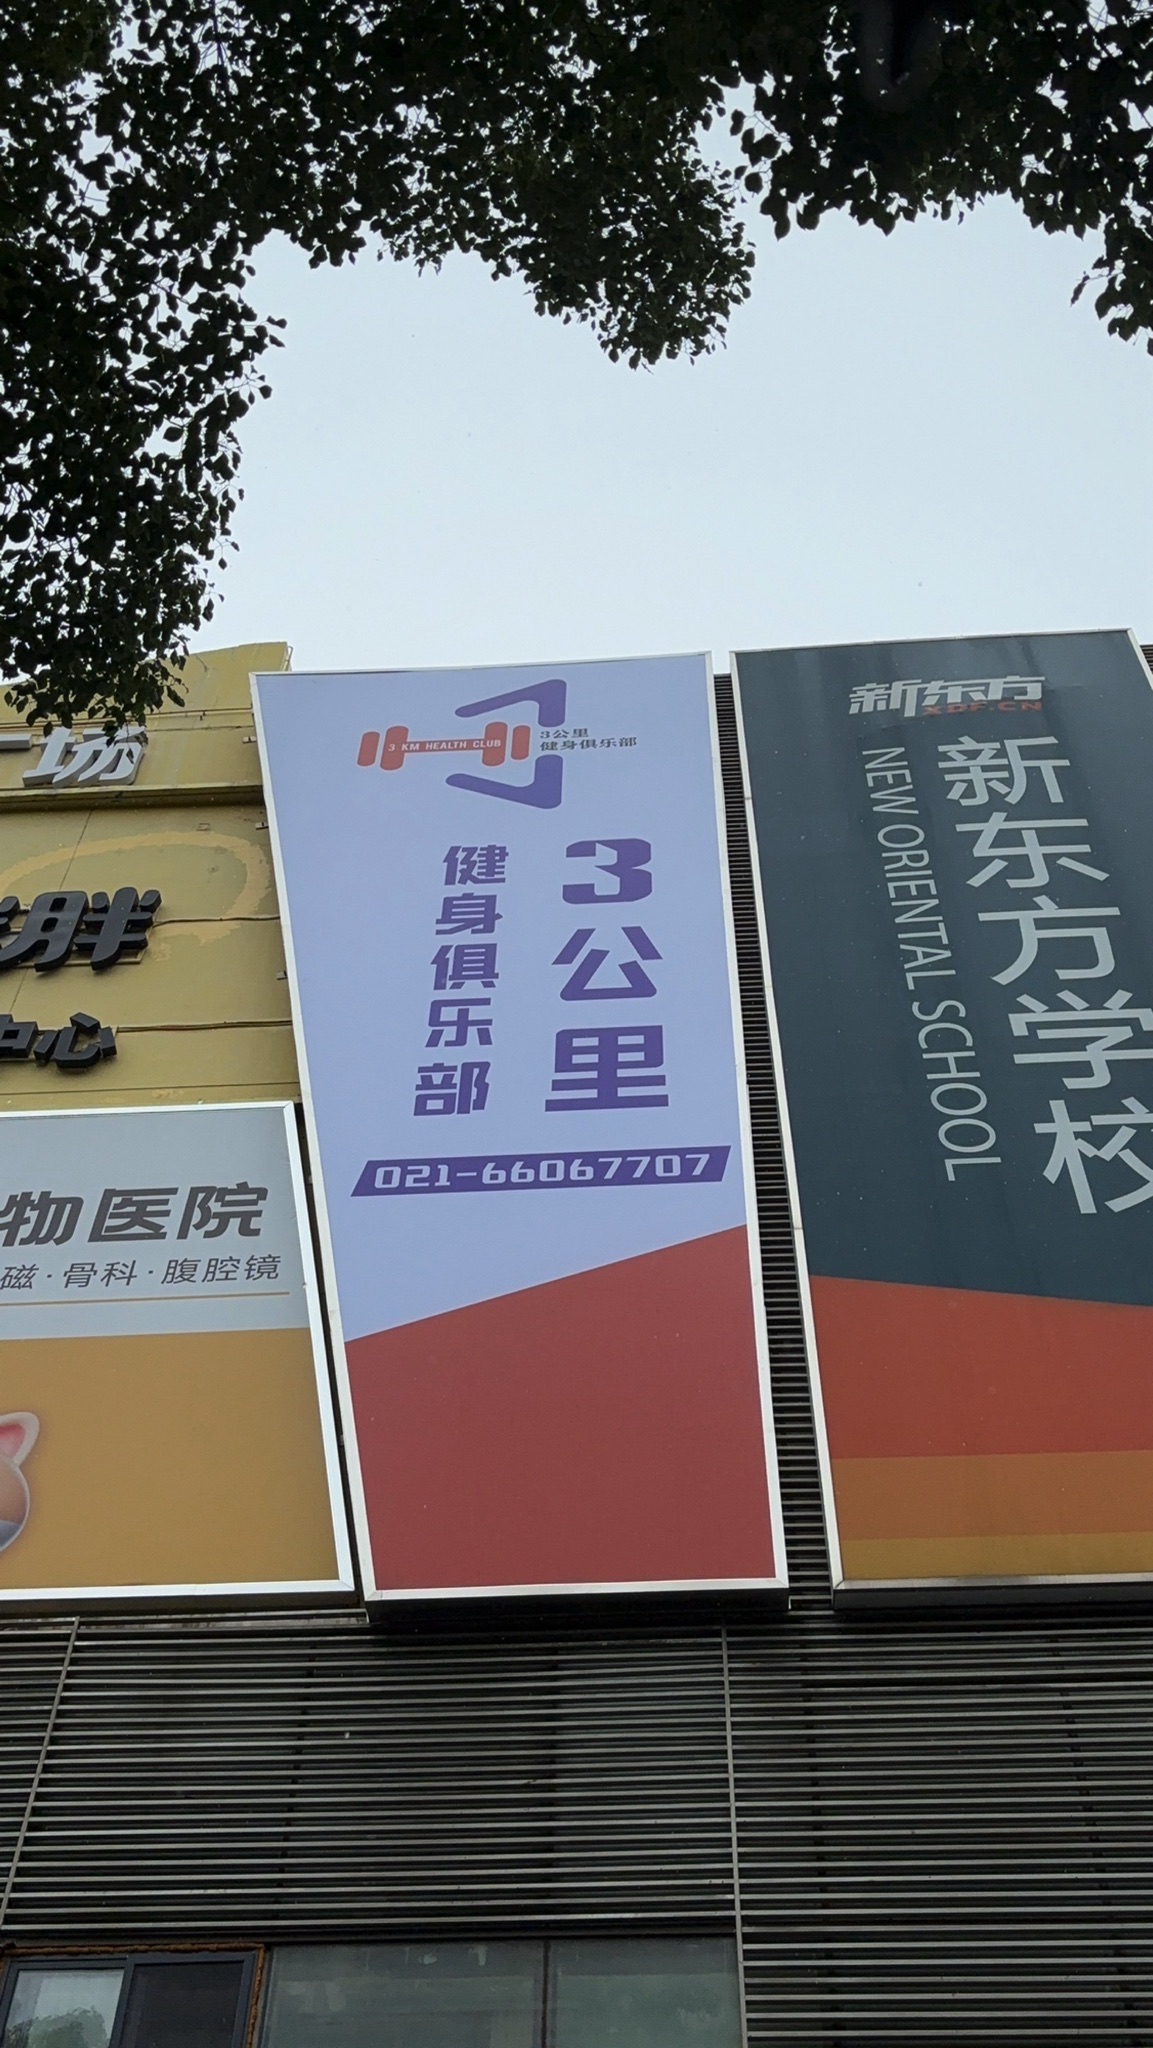 场
胖
中心
物医院
磁·骨科·腹腔镜
3 KM HEALTH CLUB
3公里
健身俱乐部
3公里
健身俱乐部
021-66067707
新东方
XDF.CN
新东方学校
NEW ORIENTAL SCHOOL